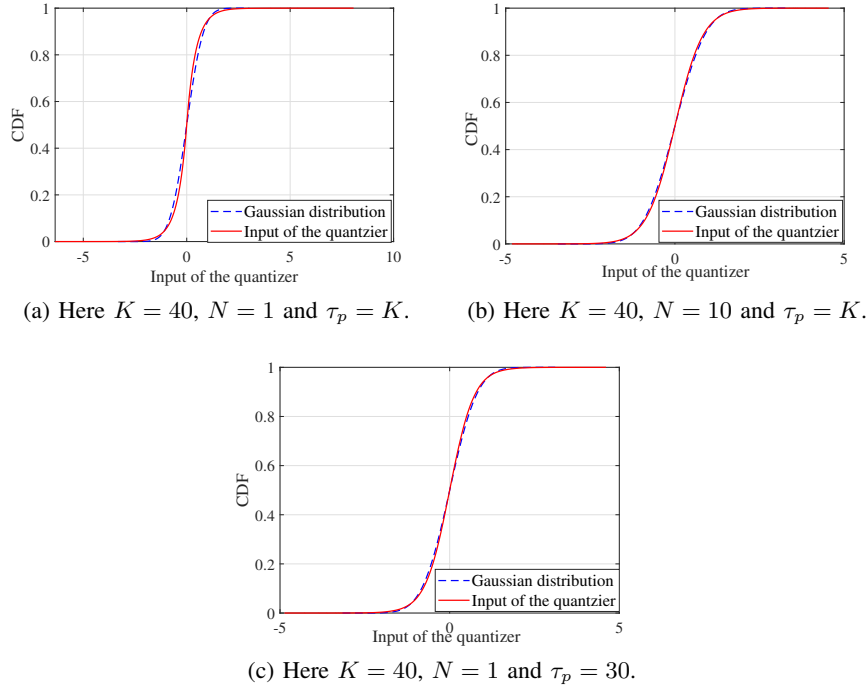 1
0.8
0.6
0.4
0.2
0
CDF
-5
0
5
10
Input of the quantizer
Gaussian distribution
Input of the quantzier
(a) Here K = 40, N = 1 and τp = K.
1
0.8
0.6
0.4
0.2
0
CDF
-5
0
5
Input of the quantizer
Gaussian distribution
Input of the quantzier
(b) Here K = 40, N = 10 and τp = K.
1
0.8
0.6
0.4
0.2
0
CDF
-5
0
5
Input of the quantizer
Gaussian distribution
Input of the quantzier
(c) Here K = 40, N = 1 and τp = 30.